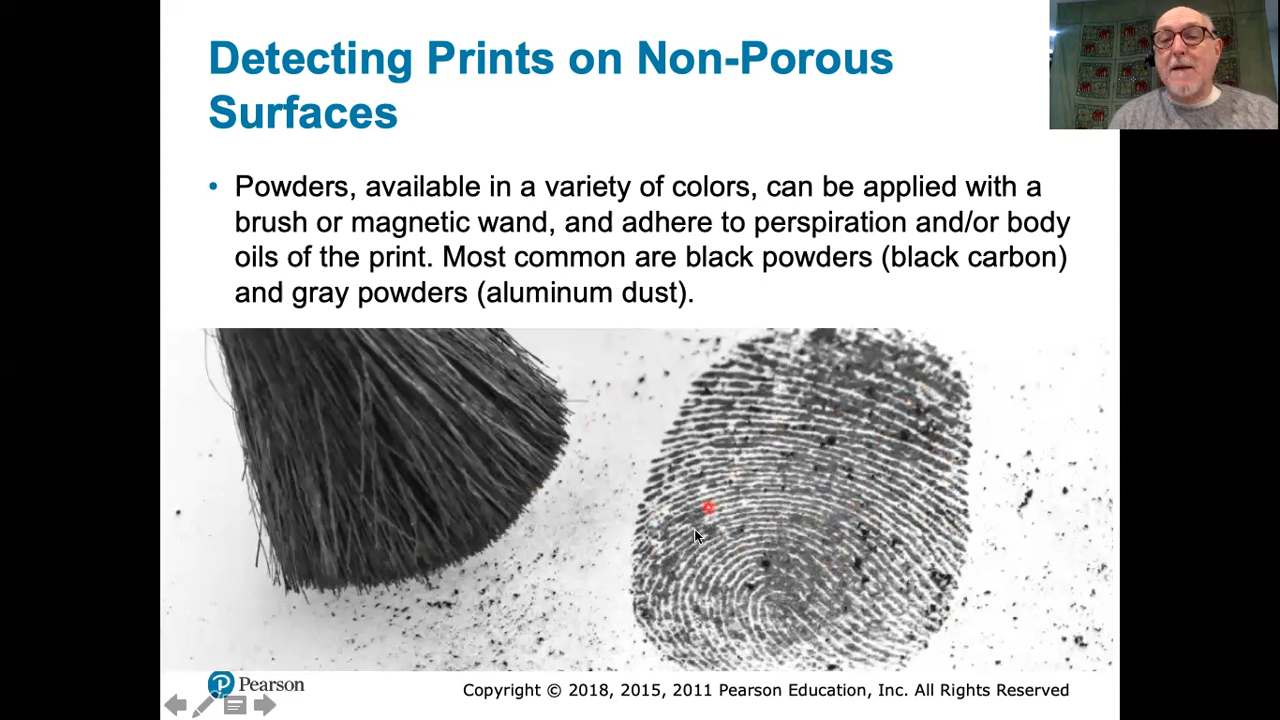 Detecting Prints on Non-Porous
Surfaces
• Powders, available in a variety of colors, can be applied with a
brush or magnetic wand, and adhere to perspiration and/or body
oils of the print. Most common are black powders (black carbon)
and gray powders (aluminum dust).
P Pearson
Copyright © 2018, 2015, 2011 Pearson Education, Inc. All Rights Reserved